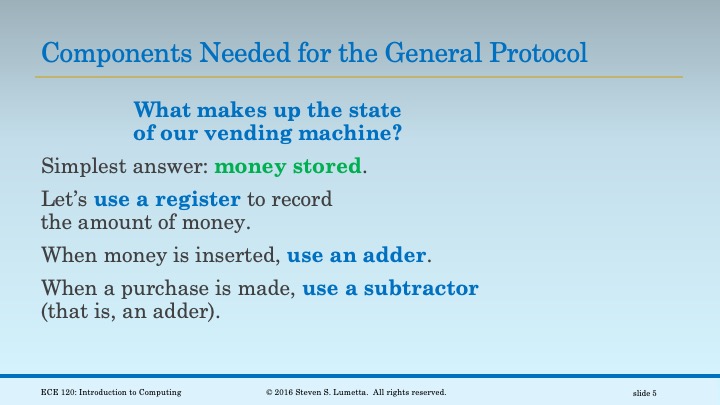 Components Needed for the General Protocol
What makes up the state
of our vending machine?
Simplest answer: money stored.
Let’s use a register to record
the amount of money.
When money is inserted, use an adder.
When a purchase is made, use a subtractor
(that is, an adder).
ECE 120: Introduction to Computing © 2016 Steven S. Lumetta. All rights reserved. slide 5